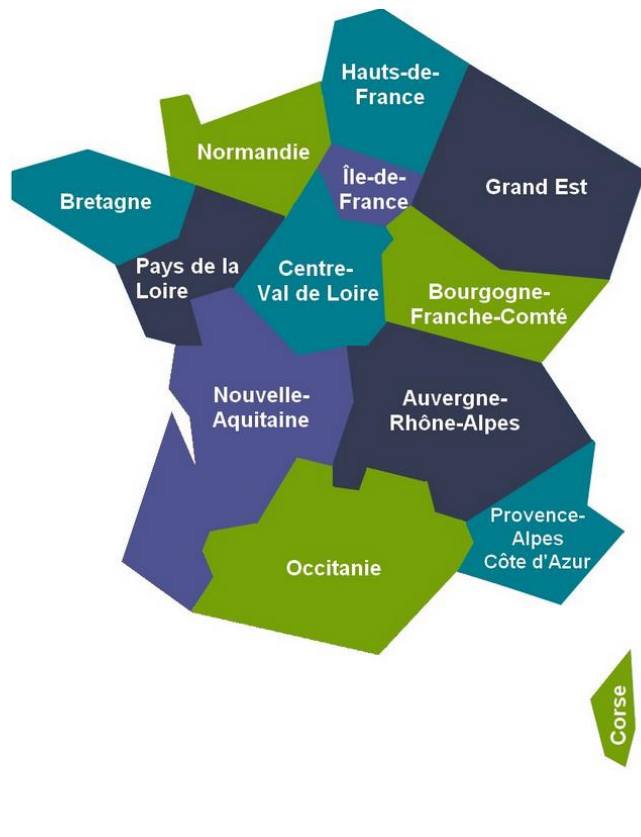 Hauts-de-
France
Normandie
Île-de-
France
Grand Est
Bretagne
Pays de la
Loire
Centre-
Val de Loire
Bourgogne-
Franche-Comté
Nouvelle-
Aquitaine
Auvergne-
Rhône-Alpes
Provence-
Alpes
Côte d'Azur
Occitanie
Corse